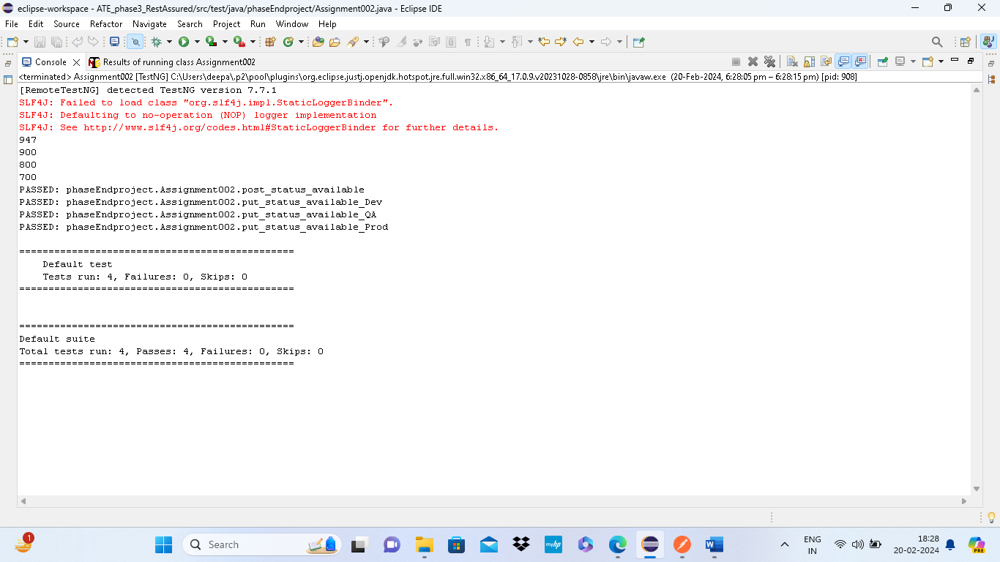 eclipse-workspace - ATE_phase3_RestAssured/src/test/java/phaseEndproject/Assignment002.java - Eclipse IDE
File Edit Source Refactor Navigate Search Project Run Window Help
Console Results of running class Assignment002
<terminated> Assignment002 [TestNG] C:\Users\deepa\.p2\pool\plugins\org.eclipse.justj.openjdk.hotspot.jre.full.win32.x86_64_17.0.9.v20231028-0858\jre\bin\javaw.exe (20-Feb-2024, 6:28:05 pm – 6:28:15 pm) [pid: 908]
[RemoteTestNG] detected TestNG version 7.7.1
SLF4J: Failed to load class "org.slf4j.impl.StaticLoggerBinder".
SLF4J: Defaulting to no-operation (NOP) logger implementation
SLF4J: See http://www.slf4j.org/codes.html#StaticLoggerBinder for further details.
947
900
800
700
PASSED: phaseEndproject.Assignment002.post_status_available
PASSED: phaseEndproject.Assignment002.put_status_available_Dev
PASSED: phaseEndproject.Assignment002.put_status_available_QA
PASSED: phaseEndproject.Assignment002.put_status_available_Prod
===============================================
Default test
Tests run: 4, Failures: 0, Skips: 0
===============================================
===============================================
Default suite
Total tests run: 4, Passes: 4, Failures: 0, Skips: 0
===============================================
1
Search
myhp
W
ENG
IN
18:28
20-02-2024
PRE